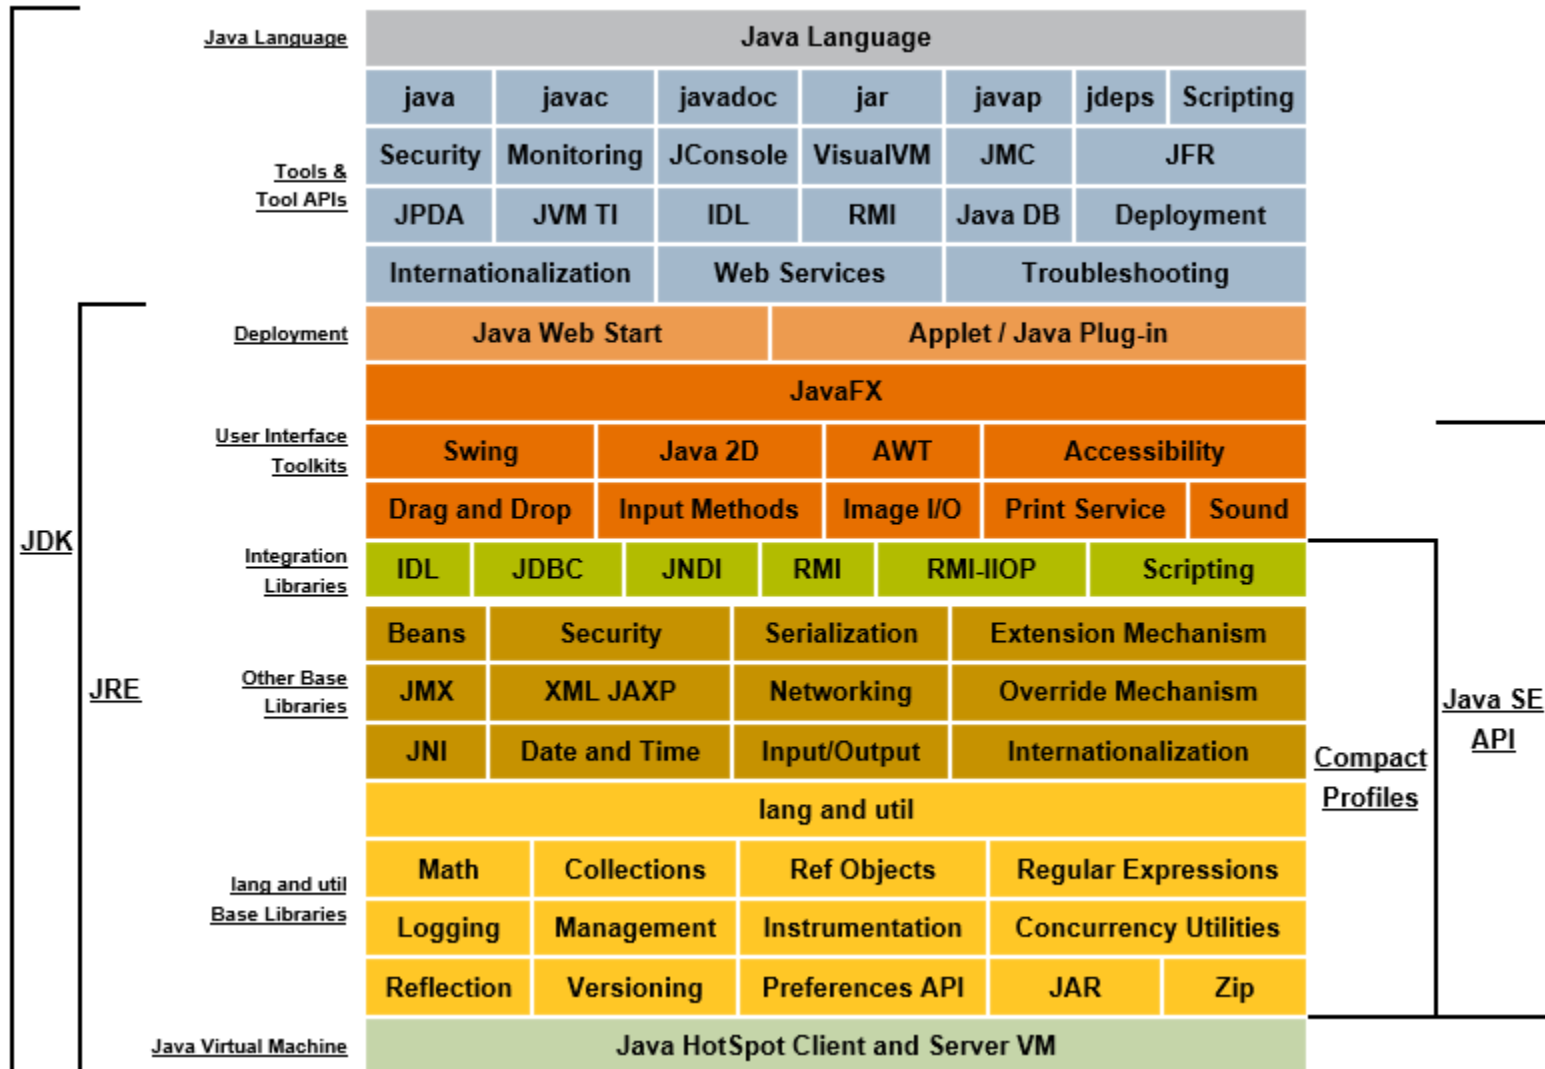 Java Language Java Language
java javac javadoc jar javap jdeps Scripting
Tools & Tool APIs
Security Monitoring JConsole VisualVM JMC JFR
JPDA JVM TI IDL RMI Java DB Deployment
Internationalization Web Services Troubleshooting
Deployment Java Web Start Applet / Java Plug-in
JavaFX
User Interface Toolkits
Swing Java 2D AWT Accessibility
Drag and Drop Input Methods Image I/O Print Service Sound
JDK
Integration Libraries
IDL JDBC JNDI RMI RMI-IIOP Scripting
Beans Security Serialization Extension Mechanism
JRE
Other Base Libraries
JMX XML JAXP Networking Override Mechanism
Java SE API
JNI Date and Time Input/Output Internationalization
Compact Profiles
lang and util
lang and util Base Libraries
Math Collections Ref Objects Regular Expressions
Logging Management Instrumentation Concurrency Utilities
Reflection Versioning Preferences API JAR Zip
Java Virtual Machine Java HotSpot Client and Server VM